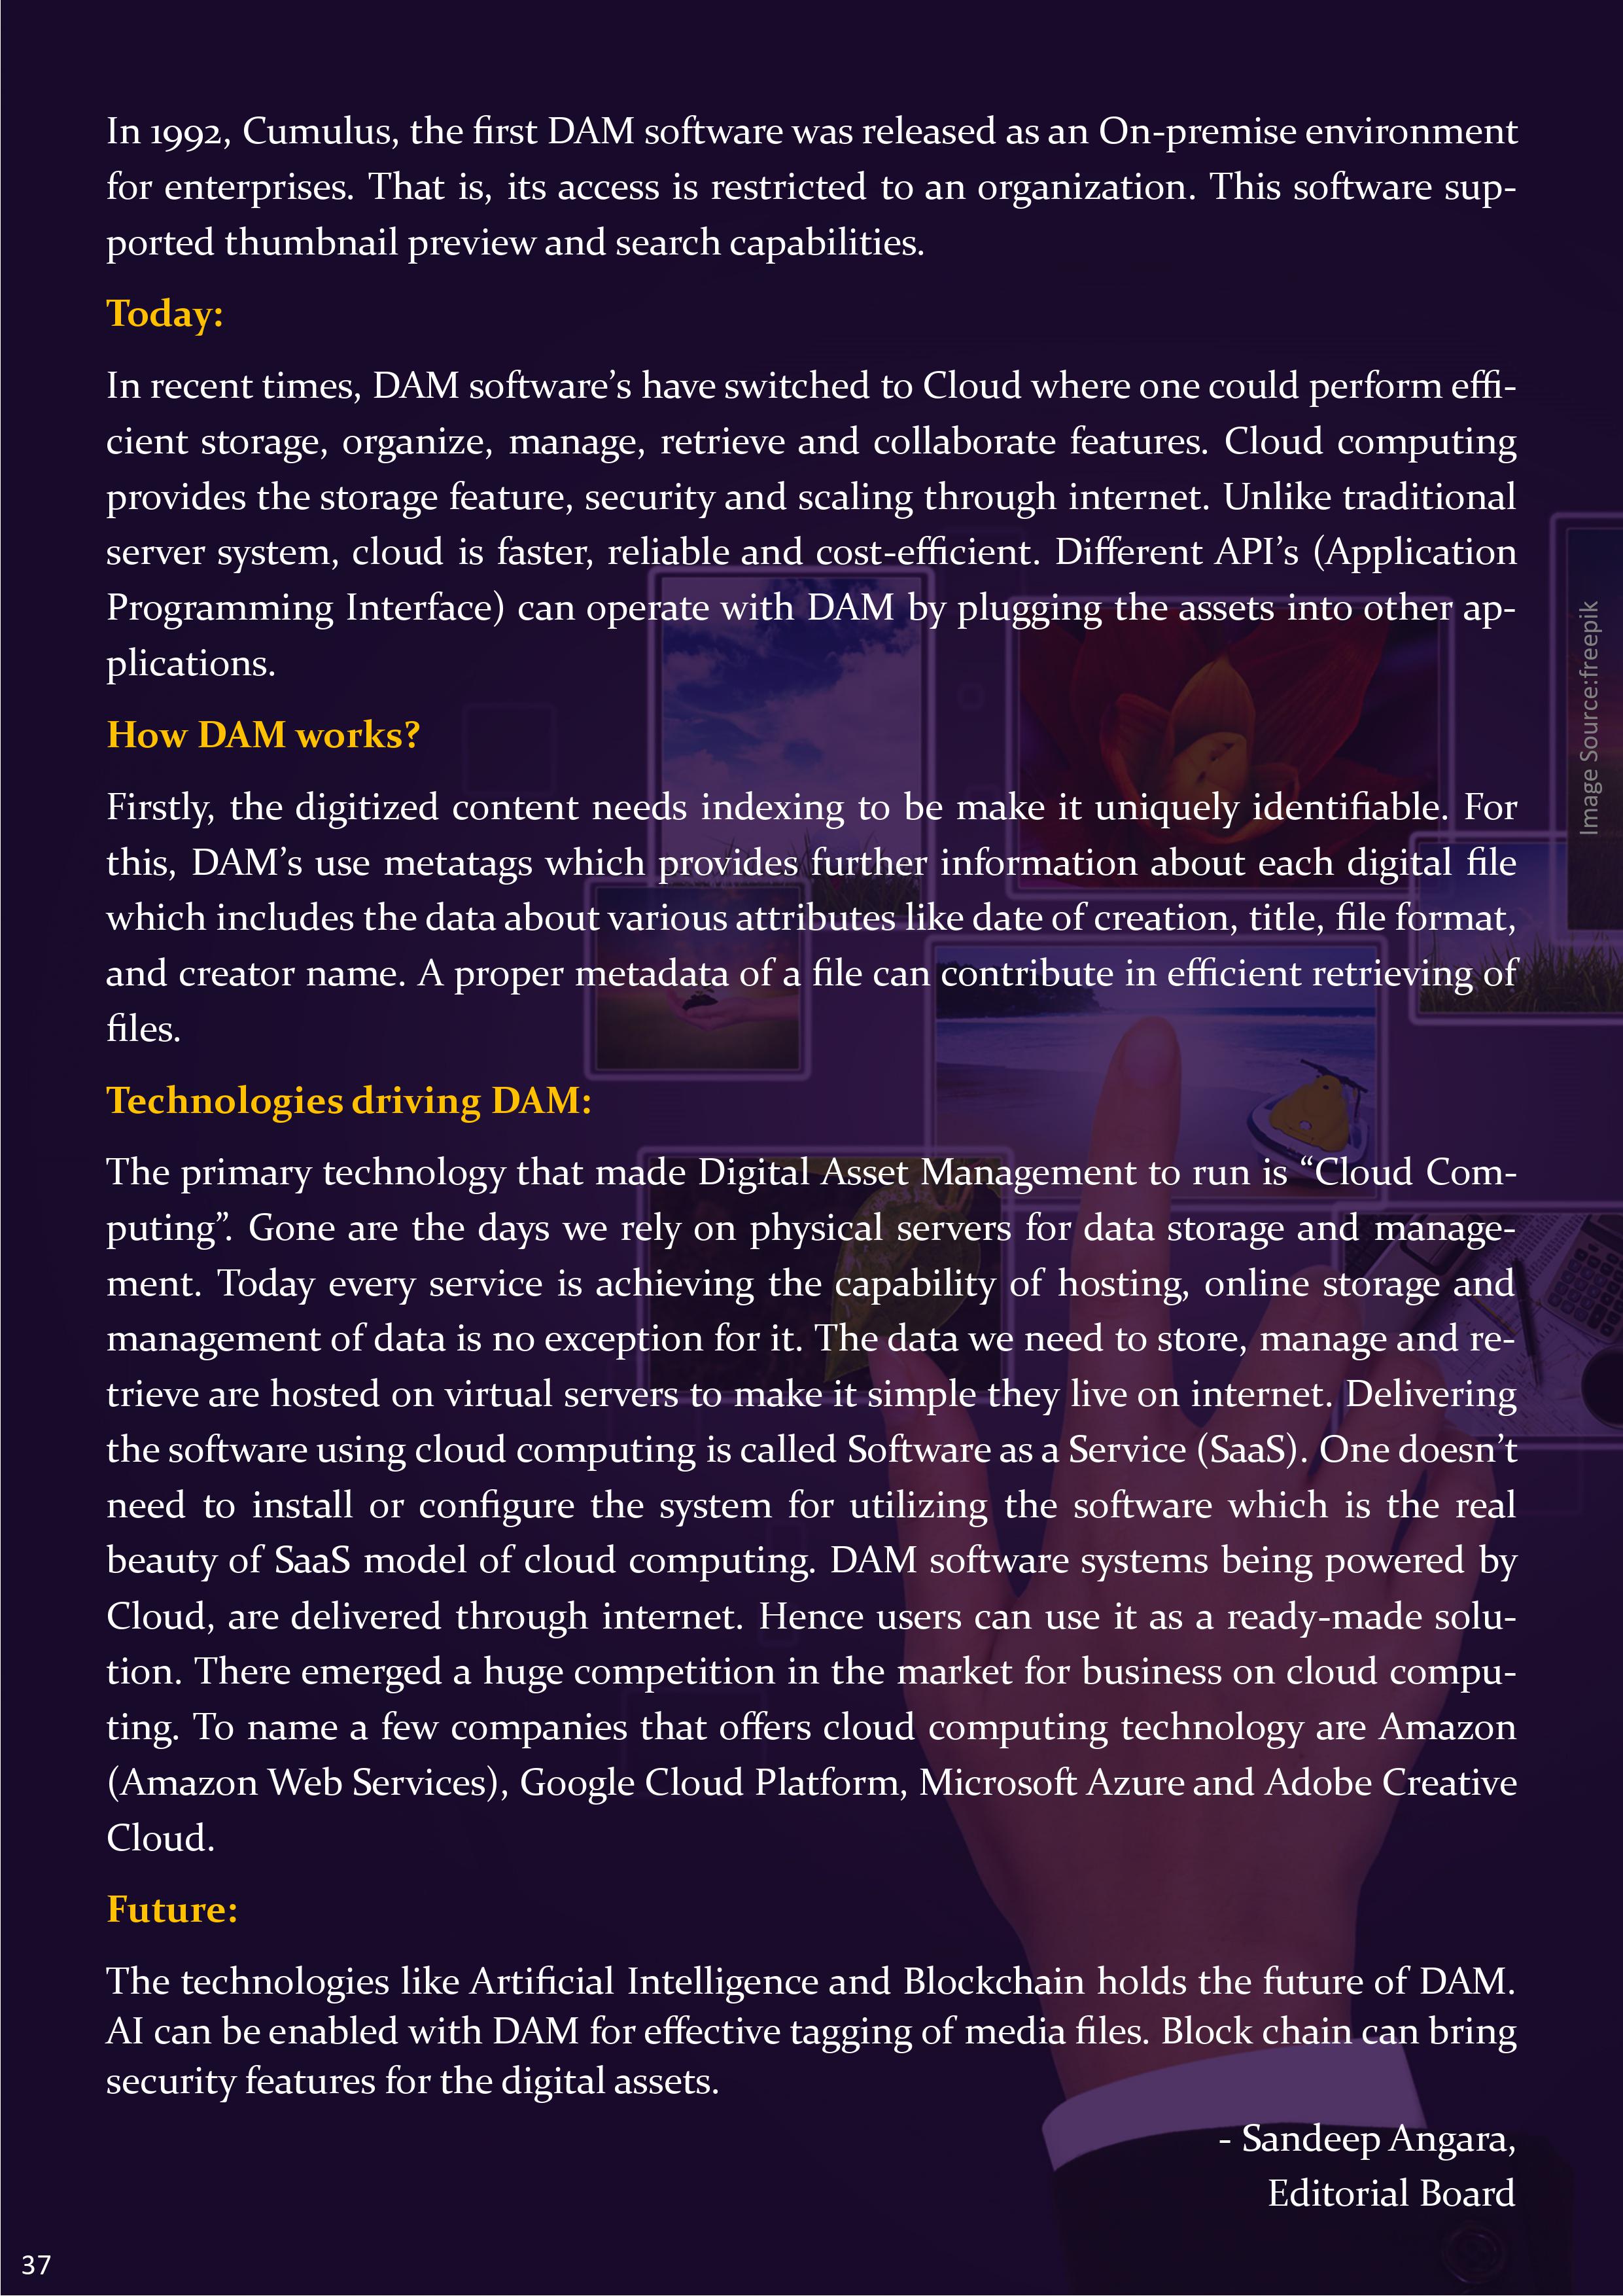 In 1992, Cumulus, the first DAM software was released as an On-premise environment
for enterprises. That is, its access is restricted to an organization. This software sup-
ported thumbnail preview and search capabilities.
Today:
In recent times, DAM software’s have switched to Cloud where one could perform effi-
cient storage, organize, manage, retrieve and collaborate features. Cloud computing
provides the storage feature, security and scaling through internet. Unlike traditional
server system, cloud is faster, reliable and cost-efficient. Different API’s (Application
Programming Interface) can operate with DAM by plugging the assets into other ap-
plications.
How DAM works?
Firstly, the digitized content needs indexing to be make it uniquely identifiable. For
this, DAM’s use metatags which provides further information about each digital file
which includes the data about various attributes like date of creation, title, file format,
and creator name. A proper metadata of a file can contribute in efficient retrieving of
files.
Technologies driving DAM:
The primary technology that made Digital Asset Management to run is “Cloud Com-
puting”. Gone are the days we rely on physical servers for data storage and manage-
ment. Today every service is achieving the capability of hosting, online storage and
management of data is no exception for it. The data we need to store, manage and re-
trieve are hosted on virtual servers to make it simple they live on internet. Delivering
the software using cloud computing is called Software as a Service (SaaS). One doesn’t
need to install or configure the system for utilizing the software which is the real
beauty of SaaS model of cloud computing. DAM software systems being powered by
Cloud, are delivered through internet. Hence users can use it as a ready-made solu-
tion. There emerged a huge competition in the market for business on cloud compu-
ting. To name a few companies that offers cloud computing technology are Amazon
(Amazon Web Services), Google Cloud Platform, Microsoft Azure and Adobe Creative
Cloud.
Future:
The technologies like Artificial Intelligence and Blockchain holds the future of DAM.
AI can be enabled with DAM for effective tagging of media files. Block chain can bring
security features for the digital assets.
- Sandeep Angara,
Editorial Board
37
Image Source:freepik